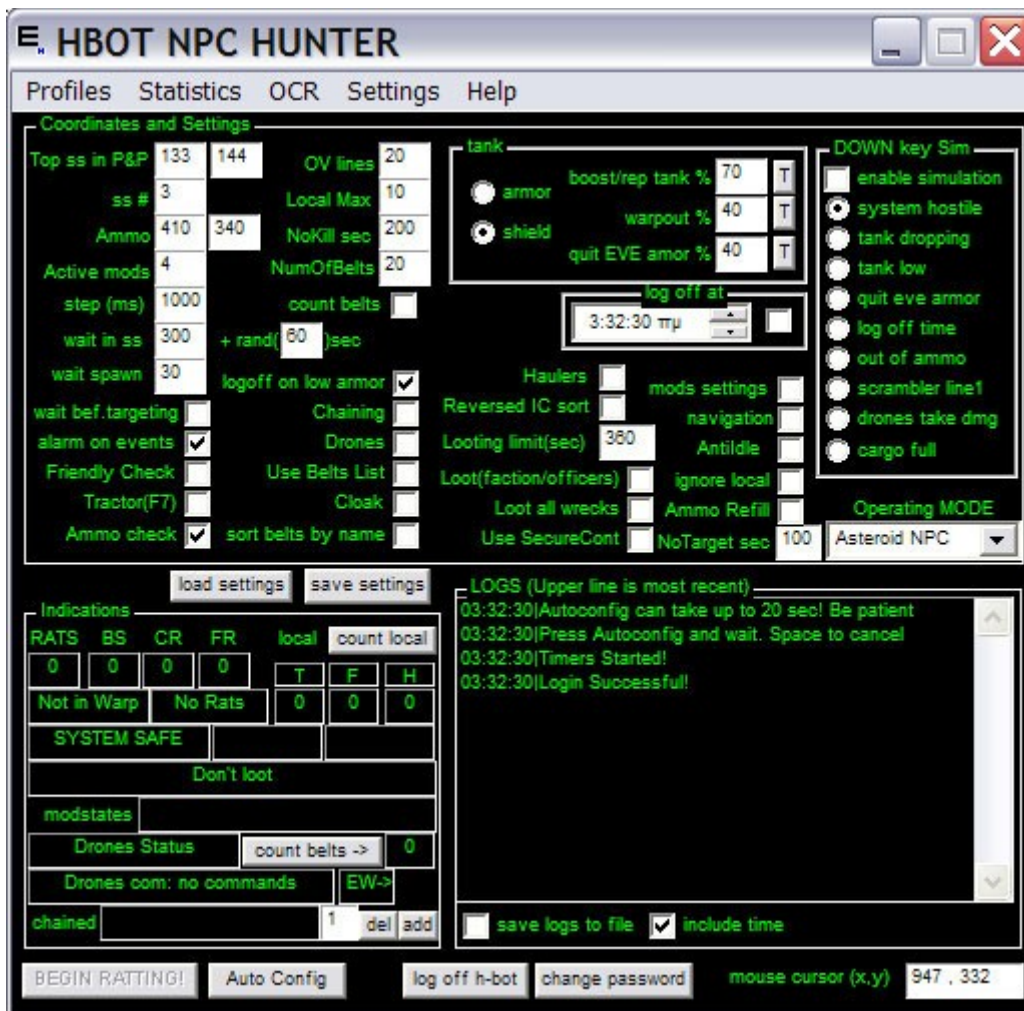 HBOT NPC HUNTER
Profiles Statistics OCR Settings Help
Coordinates and Settings
Top ss in P&P 133 144
ss # 3
Ammo 410 340
Active mods 4
step (ms) 1000
wait in ss 300 + rand( 60 )sec
wait spawn 30
OV lines 20
Local Max 10
NoKill sec 200
NumOfBelts 20
count belts
logoff on low armor
wait bef.targeting
alarm on events
Friendly Check
Tractor(F7)
Ammo check
Chaining
Drones
Use Belts List
Cloak
sort belts by name
tank
armor
shield
boost/rep tank % 70 T
warpout % 40 T
quit EVE amor % 40 T
log off at
3:32:30 πμ
Haulers
Reversed IC sort
Looting limit(sec) 360
Loot(faction/officers)
Loot all wrecks
Use SecureCont
mods settings
navigation
AntiIdle
ignore local
Ammo Refill
NoTarget sec 100
DOWN key Sim
enable simulation
system hostile
tank dropping
tank low
quit eve armor
log off time
out of ammo
scrambler line1
drones take dmg
cargo full
Operating MODE
Asteroid NPC
load settings save settings
Indications
RATS BS CR FR local count local
0 0 0 0 T F H
Not in Warp No Rats 0 0 0
SYSTEM SAFE
Don't loot
modstates
Drones Status count belts -> 0
Drones com: no commands EW->
chained 1 del add
LOGS (Upper line is most recent)
03:32:30|Autoconfig can take up to 20 sec! Be patient
03:32:30|Press Autoconfig and wait. Space to cancel
03:32:30|Timers Started!
03:32:30|Login Successful!
save logs to file include time
BEGIN RATTING! Auto Config log off h-bot change password mouse cursor (x,y) 947 , 332